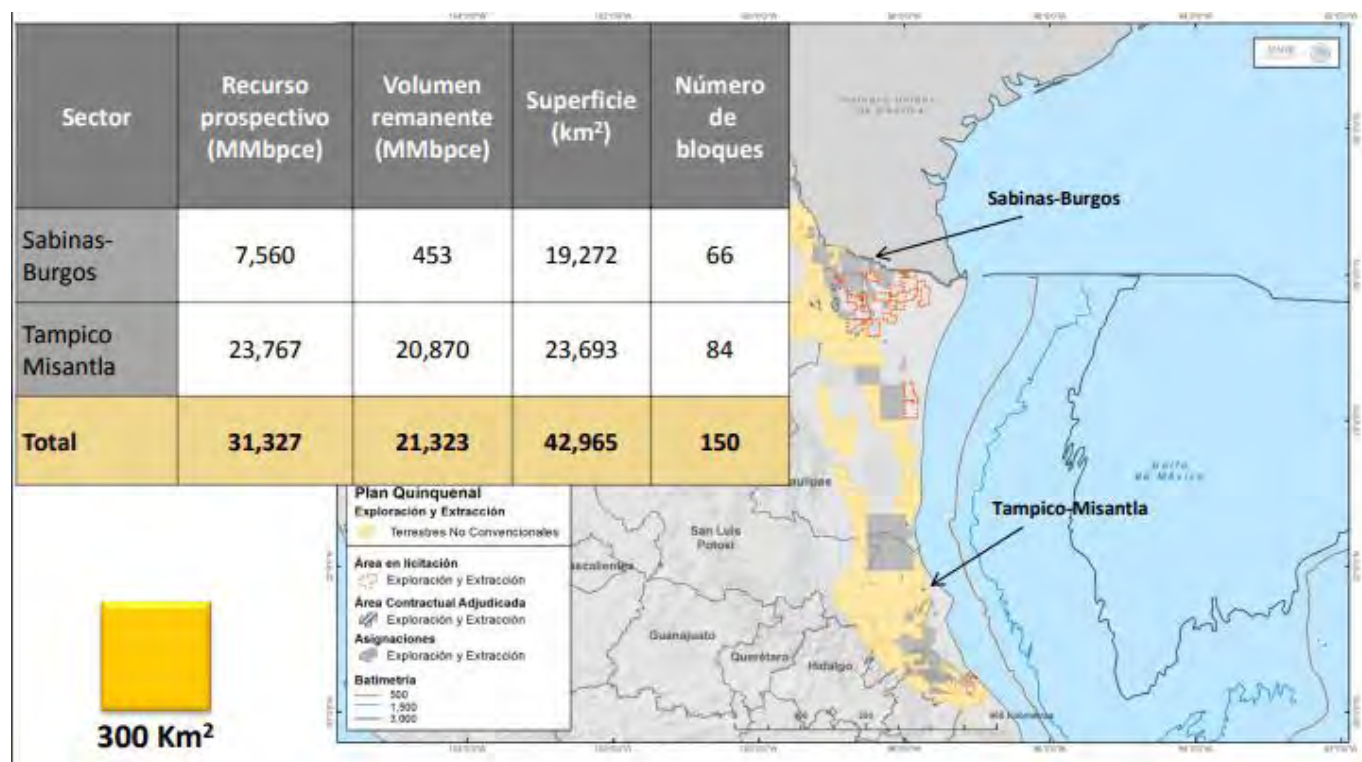 Sector
Recurso
prospectivo
(MMbpce)
Volumen
remanente
(MMbpce)
Superficie
(km²)
Número
de
bloques
Sabinas-
Burgos
7,560
453
19,272
66
Tampico
Misantla
23,767
20,870
23,693
84
Total
31,327
21,323
42,965
150
Sabinas-Burgos
Tampico-Misantla
Golfo
de México
San Luis
Potosí
Guanajuato
Querétaro
Hidalgo
Plan Quinquenal
Exploración y Extracción
Terrestres No Convencionales
Área en licitación
Exploración y Extracción
Área Contractual Adjudicada
Exploración y Extracción
Asignaciones
Exploración y Extracción
Batimetría
500
1,500
3,000
300 Km²